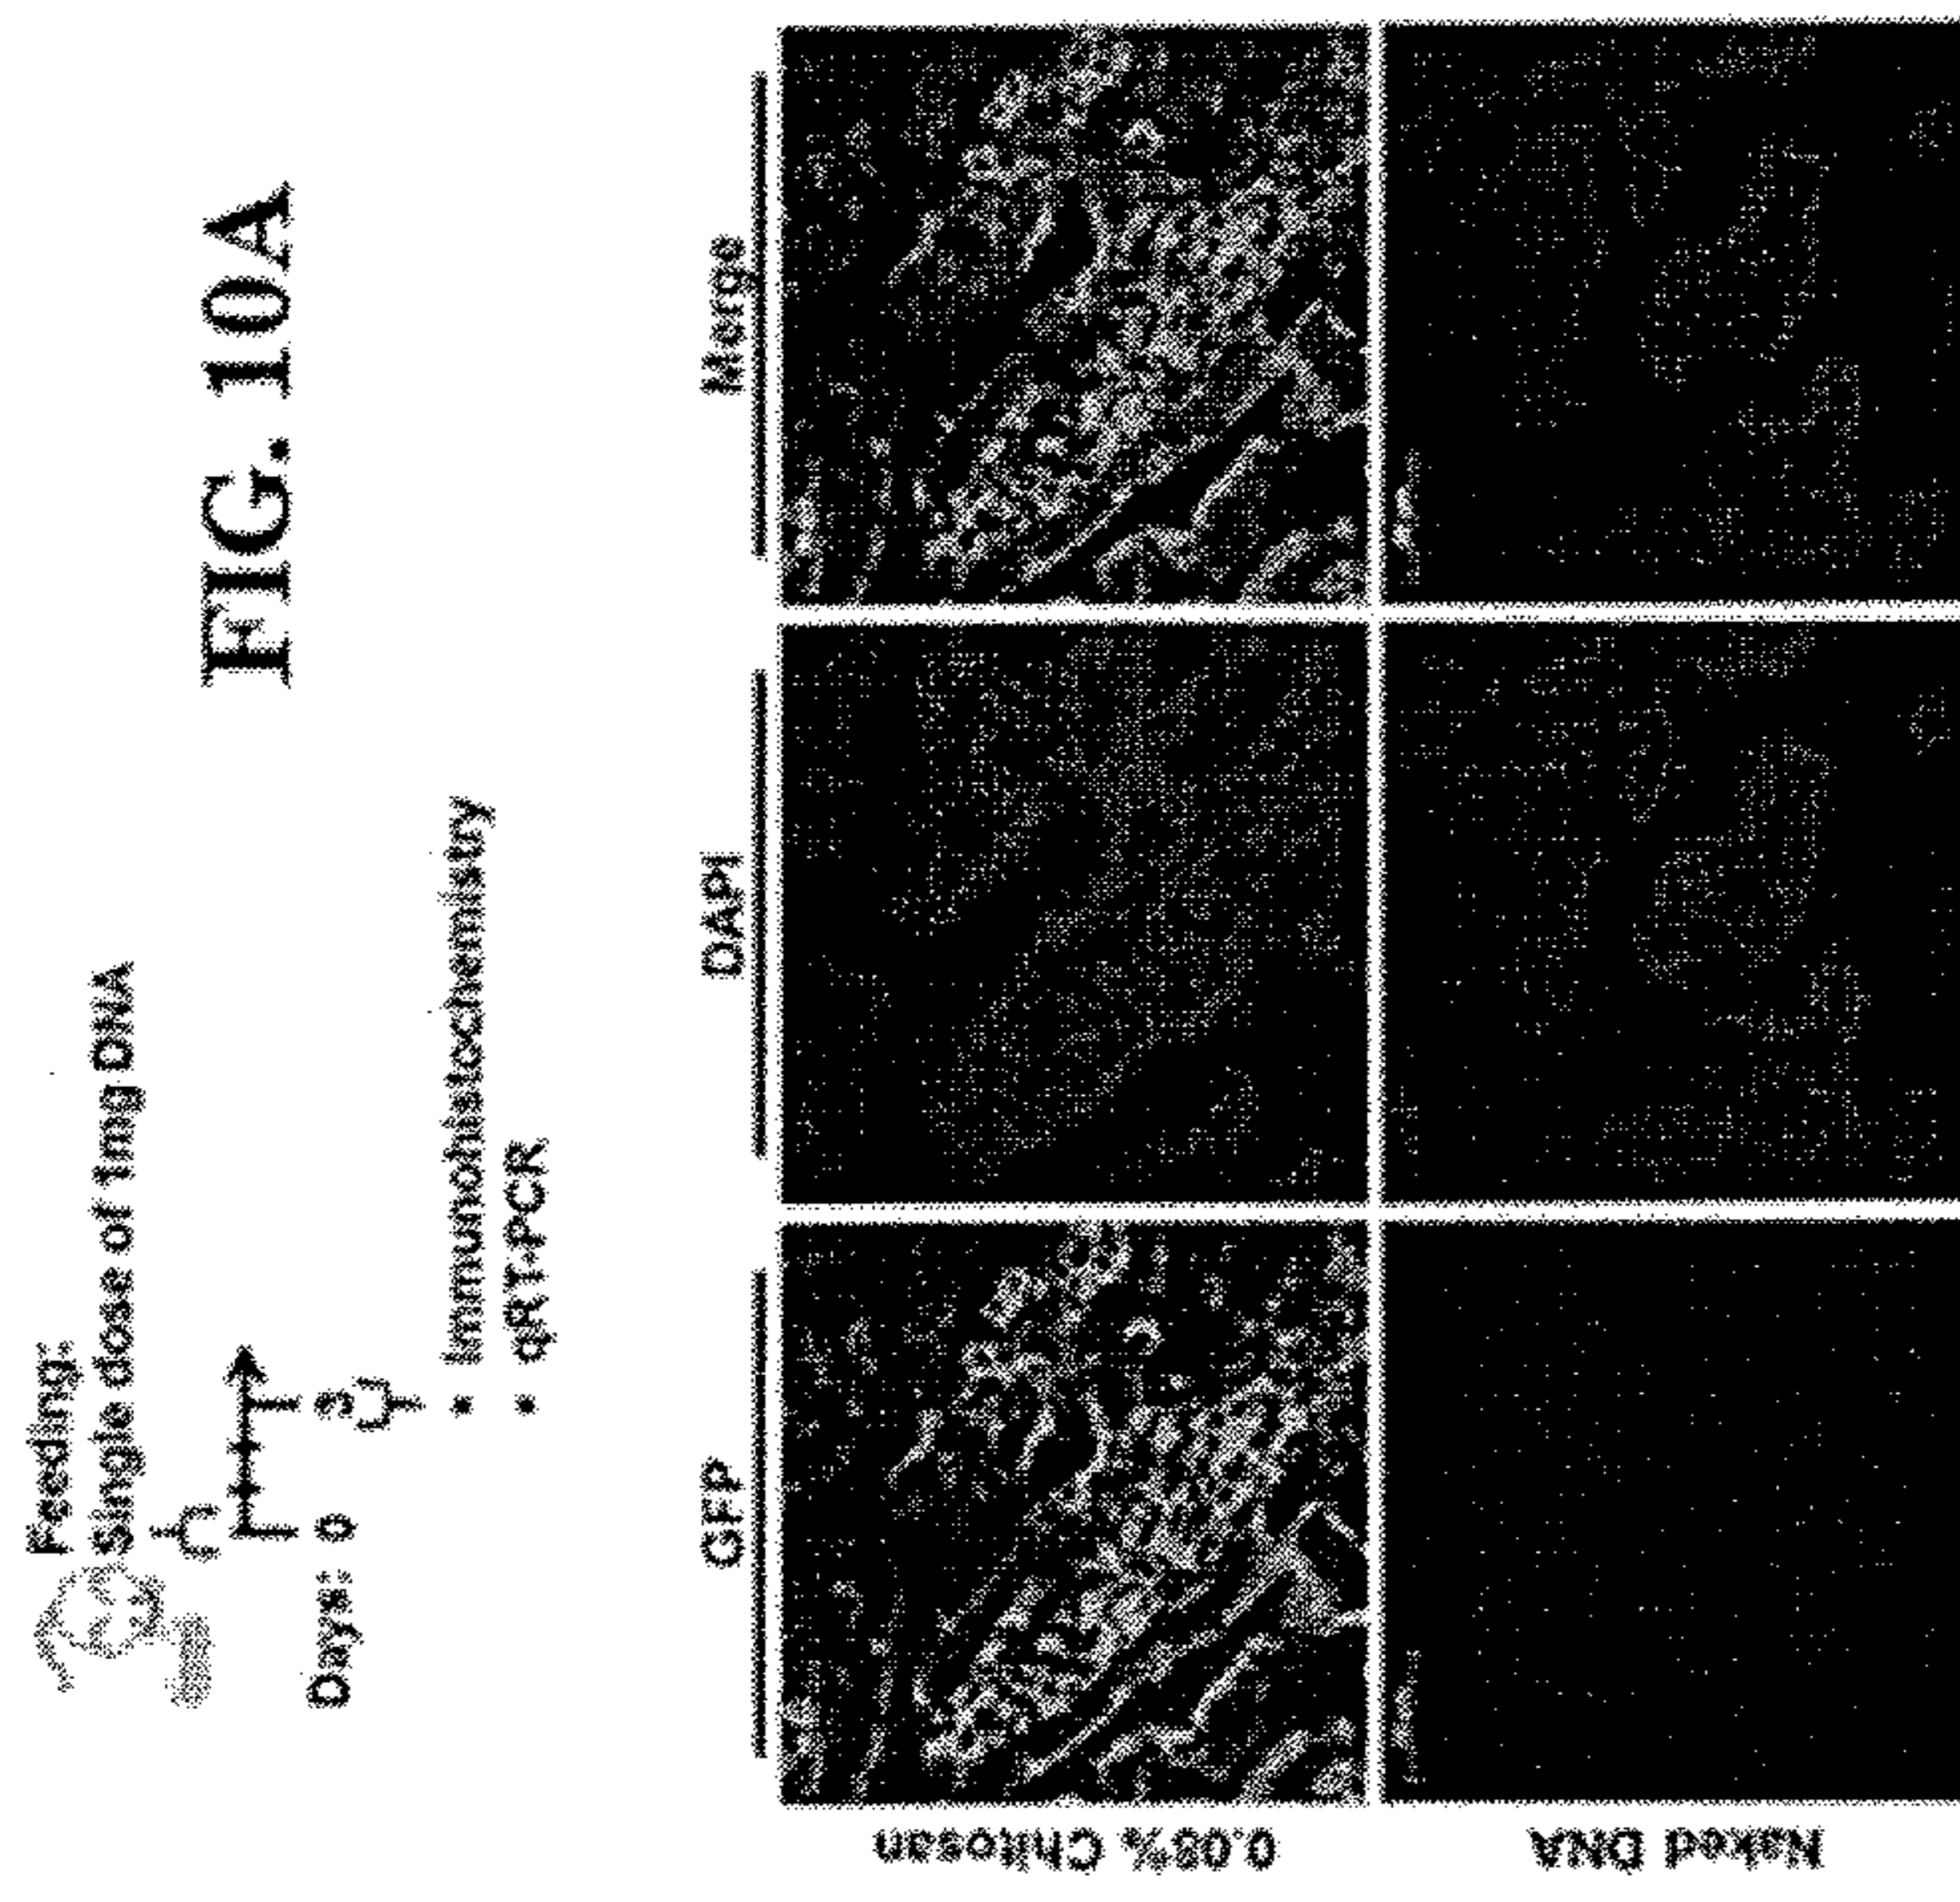 FIG. 10A
Feeding:
Single dose of 1mg DNA
Days: 0 3
• Immunohistochemistry
• qRT-PCR
GFP DAPI Merge
0.08% Chitosan
Naked DNA